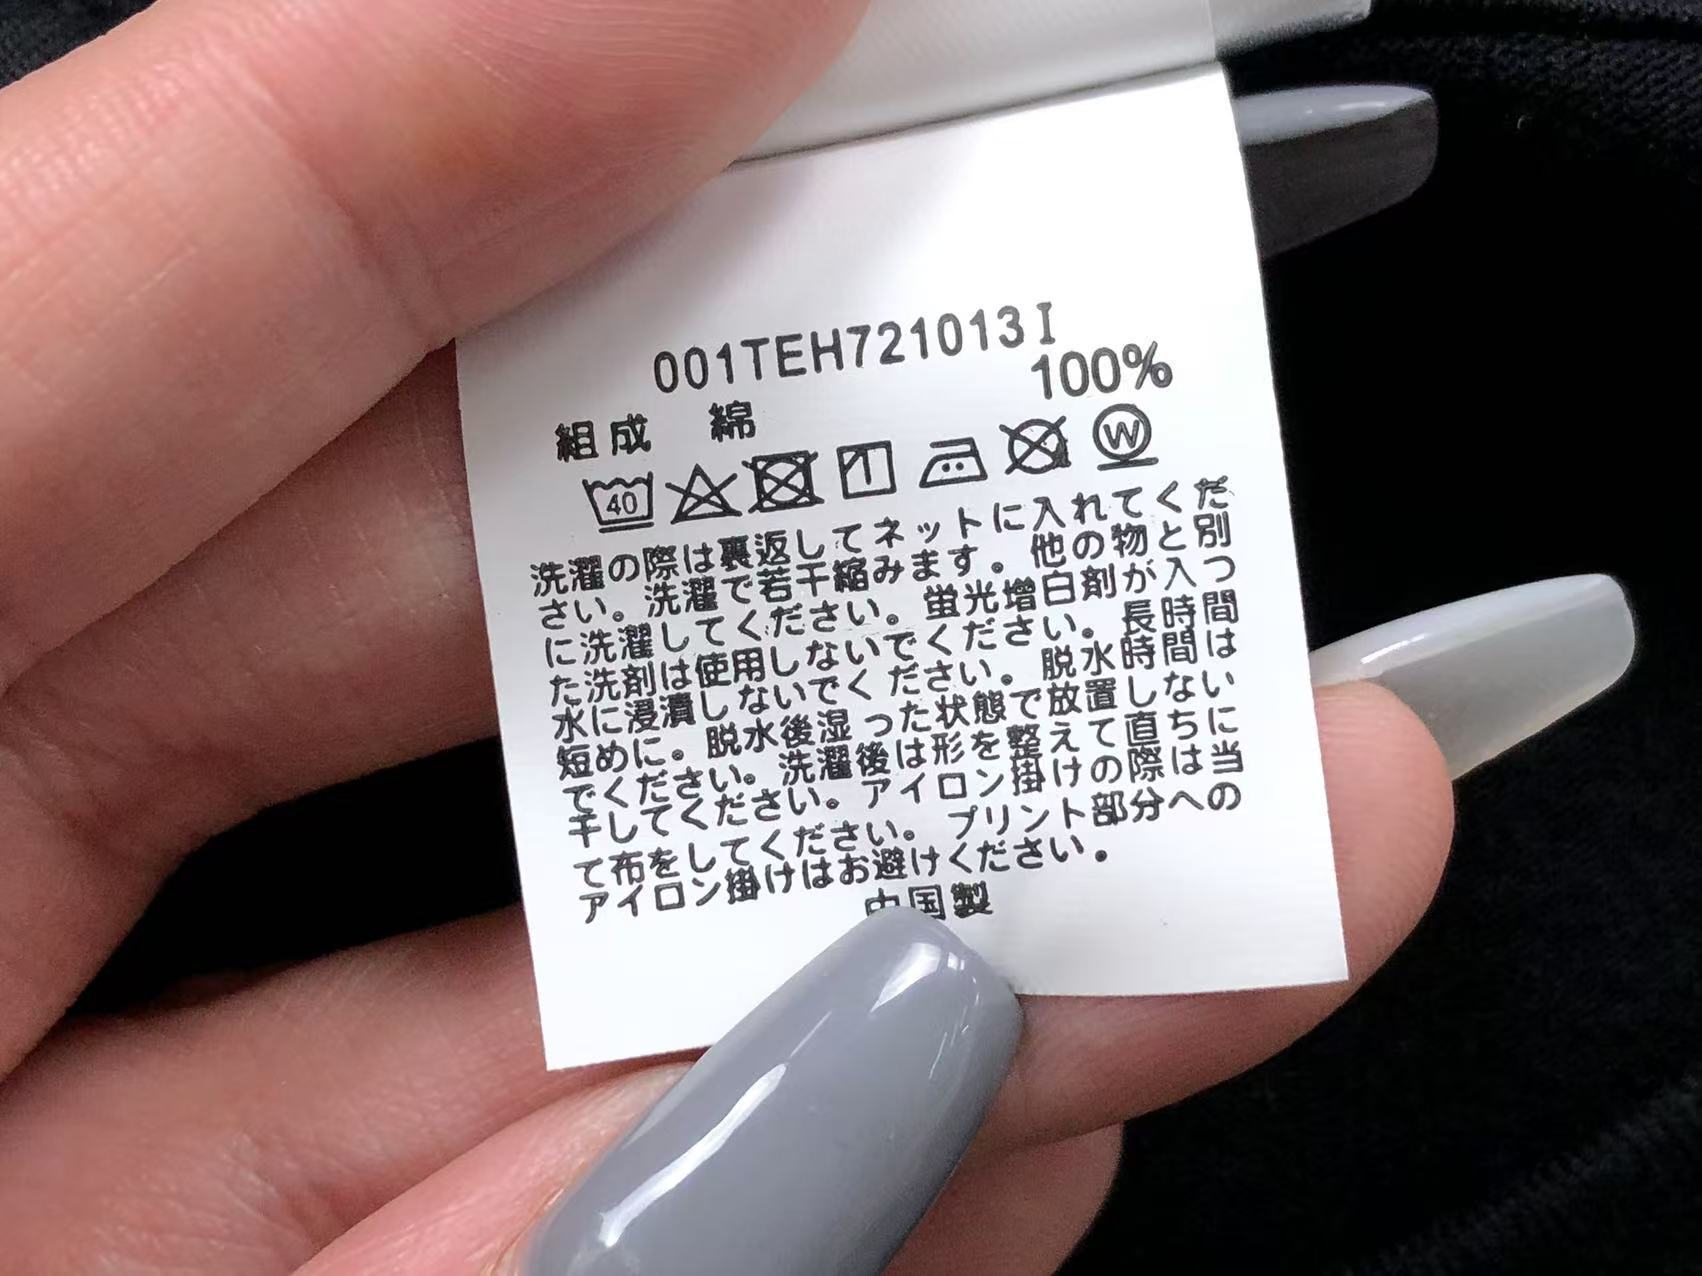 001TEH721013I
100%
組成 綿
40 W
洗濯の際は裏返してネットに入れてくだ
さい。洗濯で若干縮みます。他の物と別
に洗濯してください。蛍光増白剤が入つ
た洗剤は使用しないでください。長時間
水に浸漬しないでください。脱水時間は
短めに。脱水後湿った状態で放置しない
でください。洗濯後は形を整えて直ちに
干してください。アイロン掛けの際は当
て布をしてください。プリント部分への
アイロン掛けはお避けください。
中国製